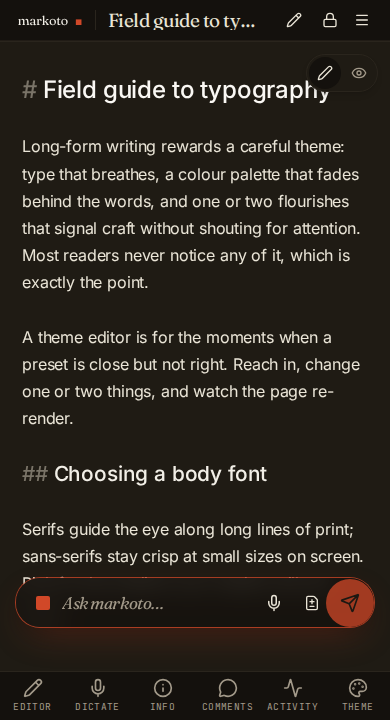 markoto
Field guide to ty...
# Field guide to typography
Long-form writing rewards a careful theme:
type that breathes, a colour palette that fades
behind the words, and one or two flourishes
that signal craft without shouting for attention.
Most readers never notice any of it, which is
exactly the point.
A theme editor is for the moments when a
preset is close but not right. Reach in, change
one or two things, and watch the page re-
render.
## Choosing a body font
Serifs guide the eye along long lines of print;
sans-serifs stay crisp at small sizes on screen.
Ask markoto...
EDITOR DICTATE INFO COMMENTS ACTIVITY THEME